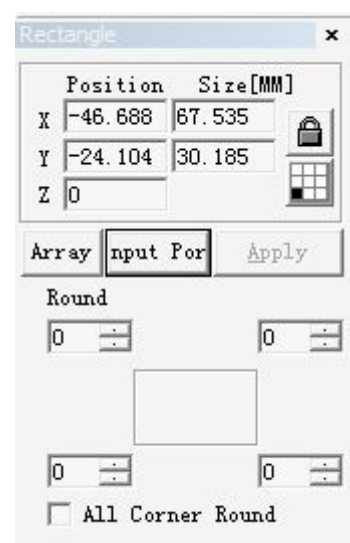 Rectangle ×
Position Size[MM]
X -46.688 67.535
Y -24.104 30.185
Z 0
Array nput Por Apply
Round
0 0
0 0
All Corner Round